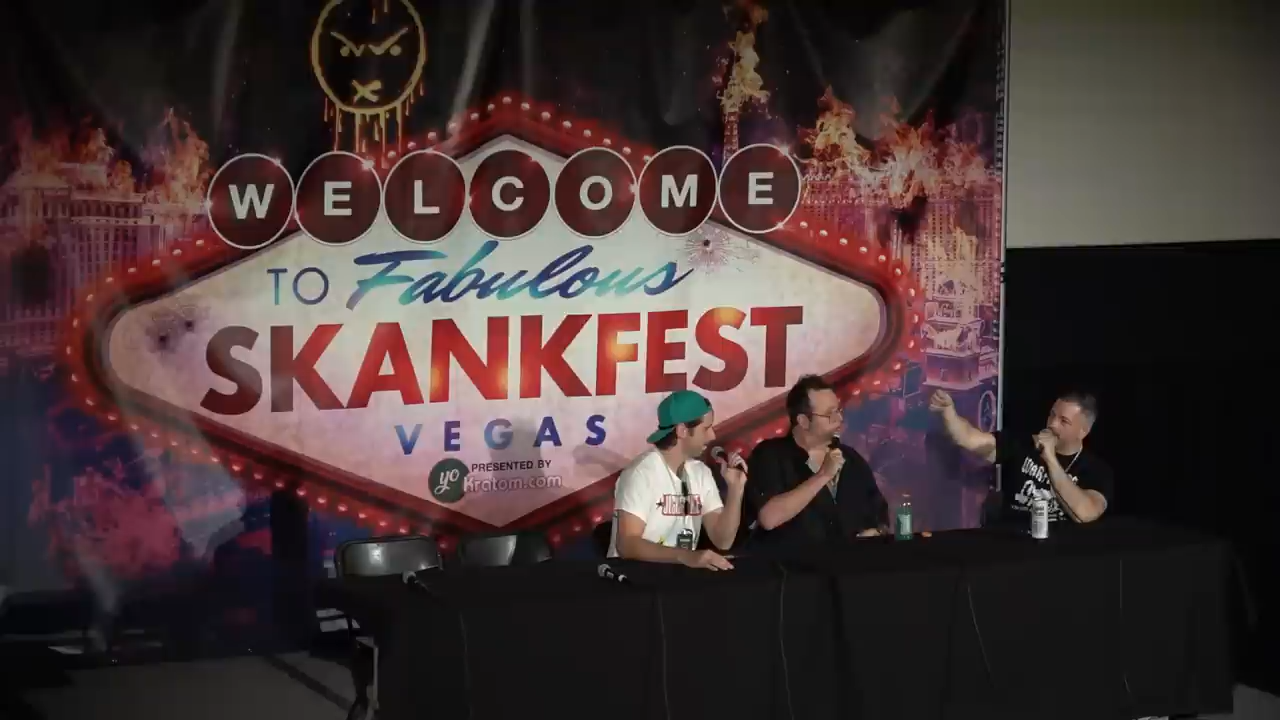 WELCOME
TO Fabulous
SKANKFEST
VEGAS
yo
PRESENTED BY
Kratom.com